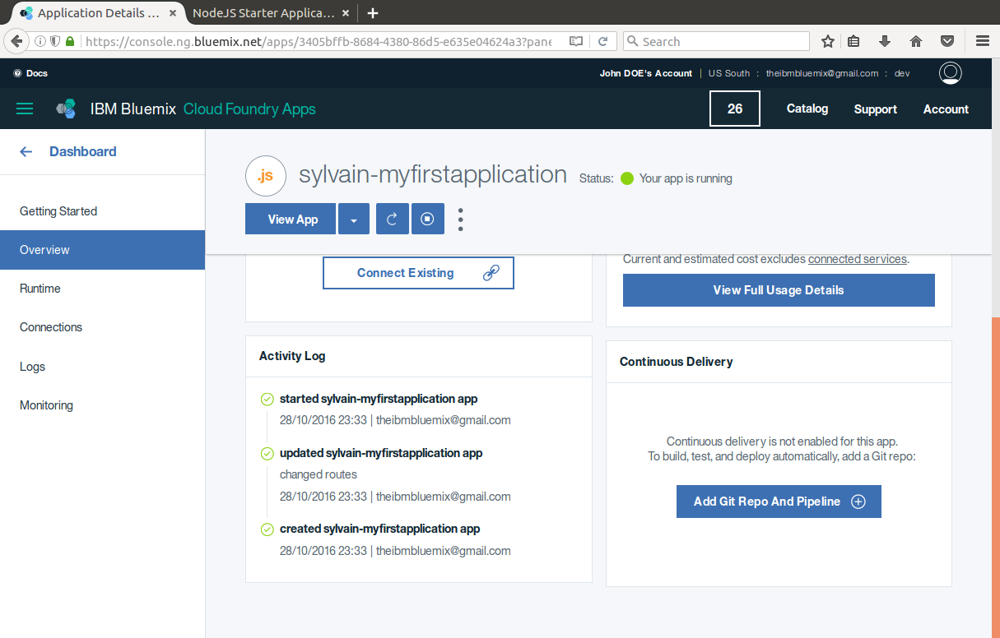 Application Details ...
NodeJS Starter Applica...
https://console.ng.bluemix.net/apps/3405bffb-8684-4380-86d5-e635e04624a3?pane
Search
Docs
John DOE's Account | US South : theibmbluemix@gmail.com : dev
IBM Bluemix Cloud Foundry Apps
26
Catalog
Support
Account
Dashboard
Getting Started
Overview
Runtime
Connections
Logs
Monitoring
.js
sylvain-myfirstapplication
Status: Your app is running
View App
Connect Existing
Current and estimated cost excludes connected services.
View Full Usage Details
Activity Log
started sylvain-myfirstapplication app
28/10/2016 23:33 | theibmbluemix@gmail.com
updated sylvain-myfirstapplication app
changed routes
28/10/2016 23:33 | theibmbluemix@gmail.com
created sylvain-myfirstapplication app
28/10/2016 23:33 | theibmbluemix@gmail.com
Continuous Delivery
Continuous delivery is not enabled for this app.
To build, test, and deploy automatically, add a Git repo:
Add Git Repo And Pipeline